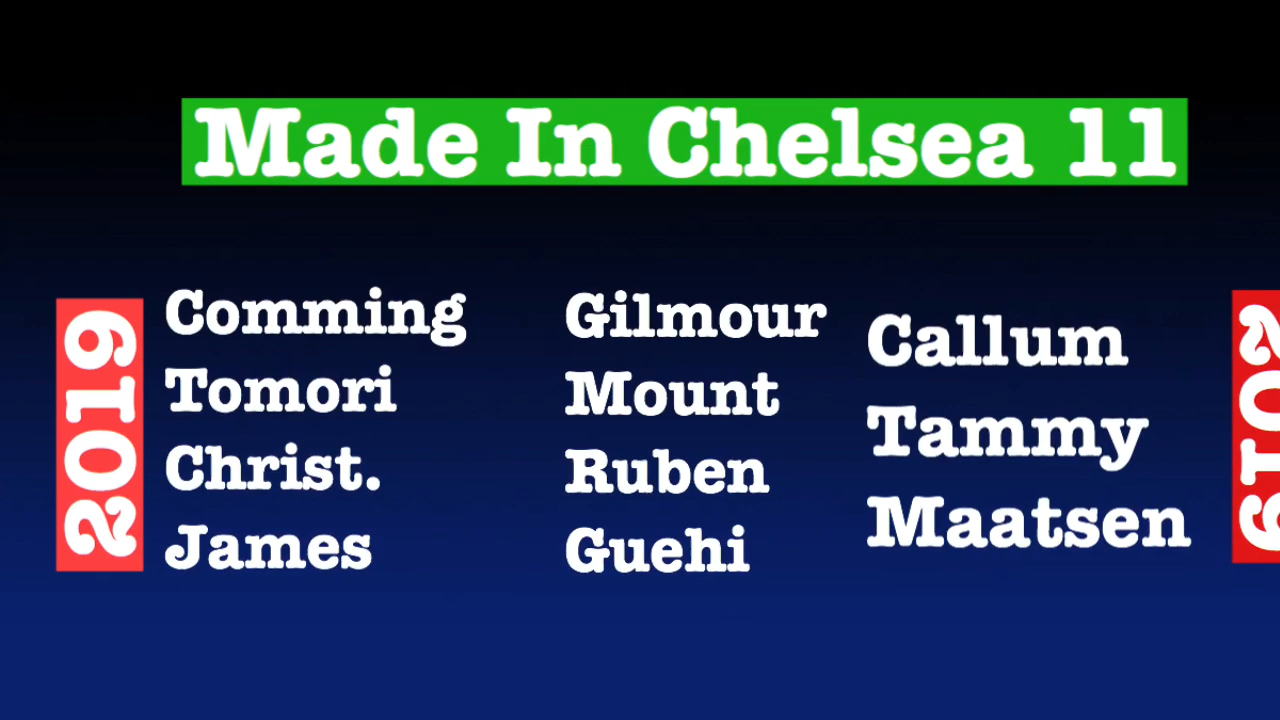 Made In Chelsea 11
2019
Comming
Tomori
Christ.
James
Gilmour
Mount
Ruben
Guehi
Callum
Tammy
Maatsen
2019